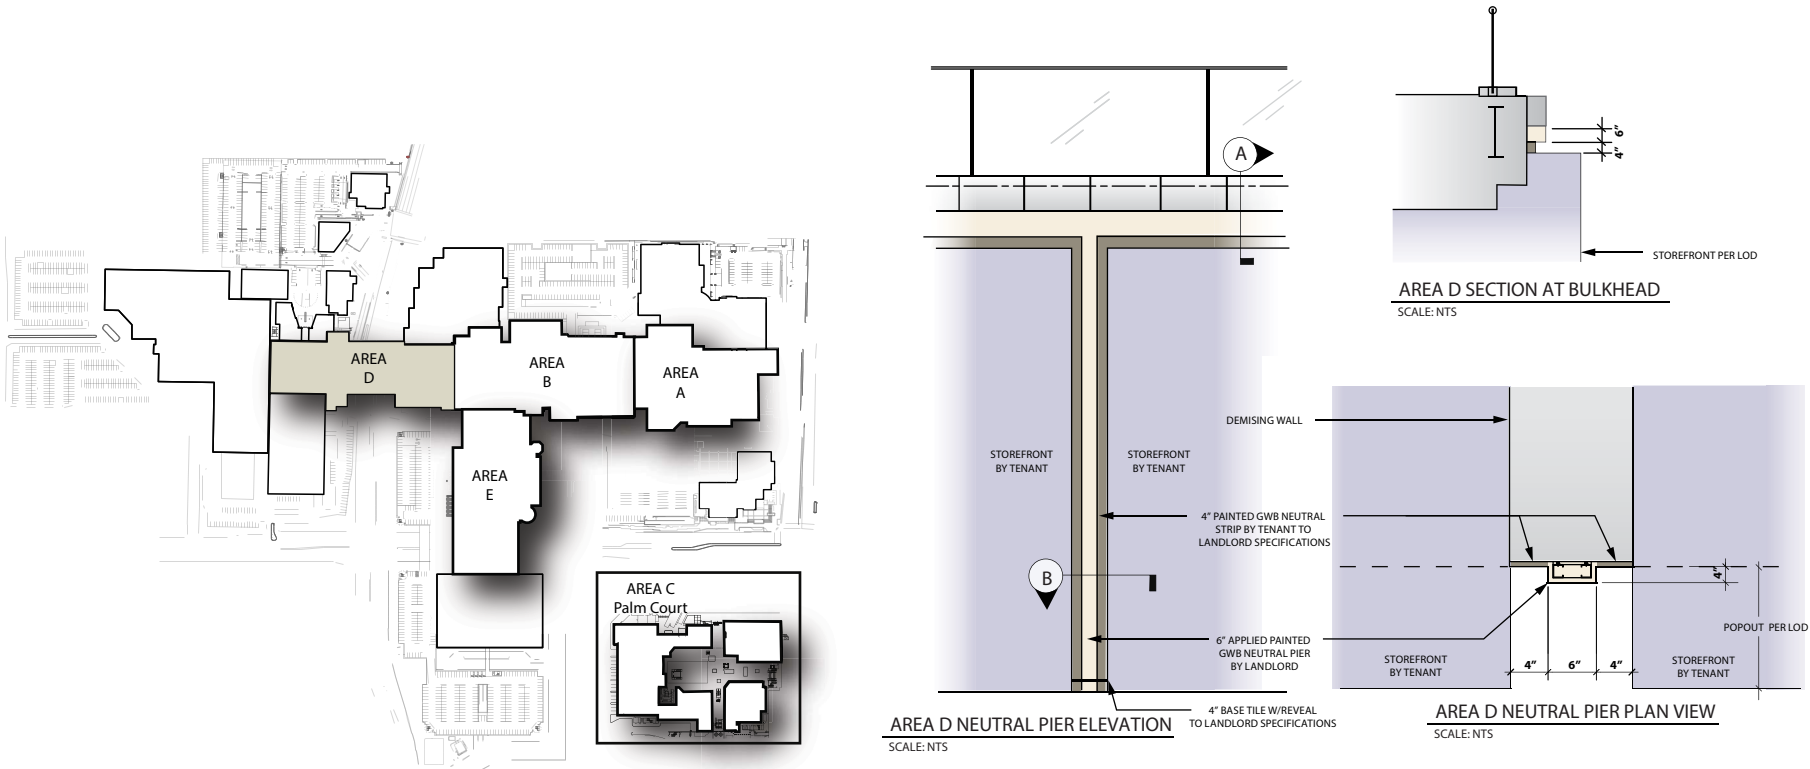 AREA
D
AREA
B
AREA
A
AREA
E
AREA C
Palm Court
A
B
STOREFRONT
BY TENANT
STOREFRONT
BY TENANT
4” PAINTED GWB NEUTRAL
STRIP BY TENANT TO
LANDLORD SPECIFICATIONS
6” APPLIED PAINTED
GWB NEUTRAL PIER
BY LANDLORD
4” BASE TILE W/REVEAL
TO LANDLORD SPECIFICATIONS
AREA D NEUTRAL PIER ELEVATION
SCALE: NTS
6”
4”
STOREFRONT PER LOD
AREA D SECTION AT BULKHEAD
SCALE: NTS
DEMISING WALL
4”
POPOUT PER LOD
STOREFRONT
BY TENANT
4”
6”
4”
STOREFRONT
BY TENANT
AREA D NEUTRAL PIER PLAN VIEW
SCALE: NTS